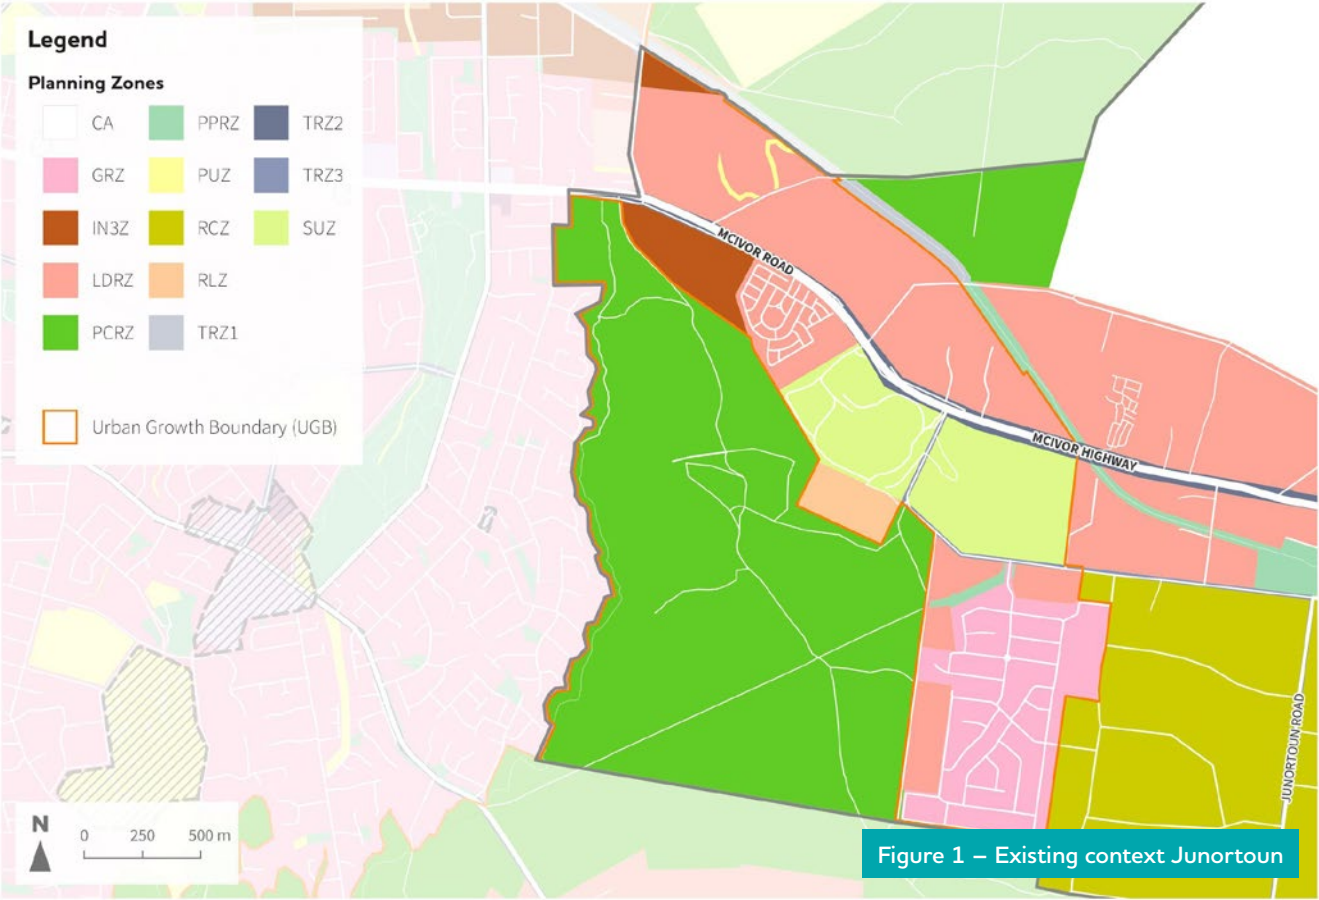 Legend
Planning Zones
CA
PPRZ
TRZ2
GRZ
PUZ
TRZ3
IN3Z
RCZ
SUZ
LDRZ
RLZ
PCRZ
TRZ1
Urban Growth Boundary (UGB)
MCIVOR ROAD
MCIVOR HIGHWAY
JUNORTOUN ROAD
N
0 250 500 m
Figure 1 – Existing context Junortoun